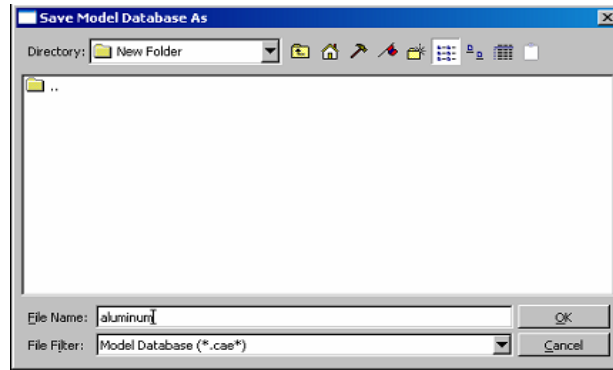 Save Model Database As
Directory: New Folder
..
File Name: aluminum
OK
File Filter: Model Database (*.cae*)
Cancel